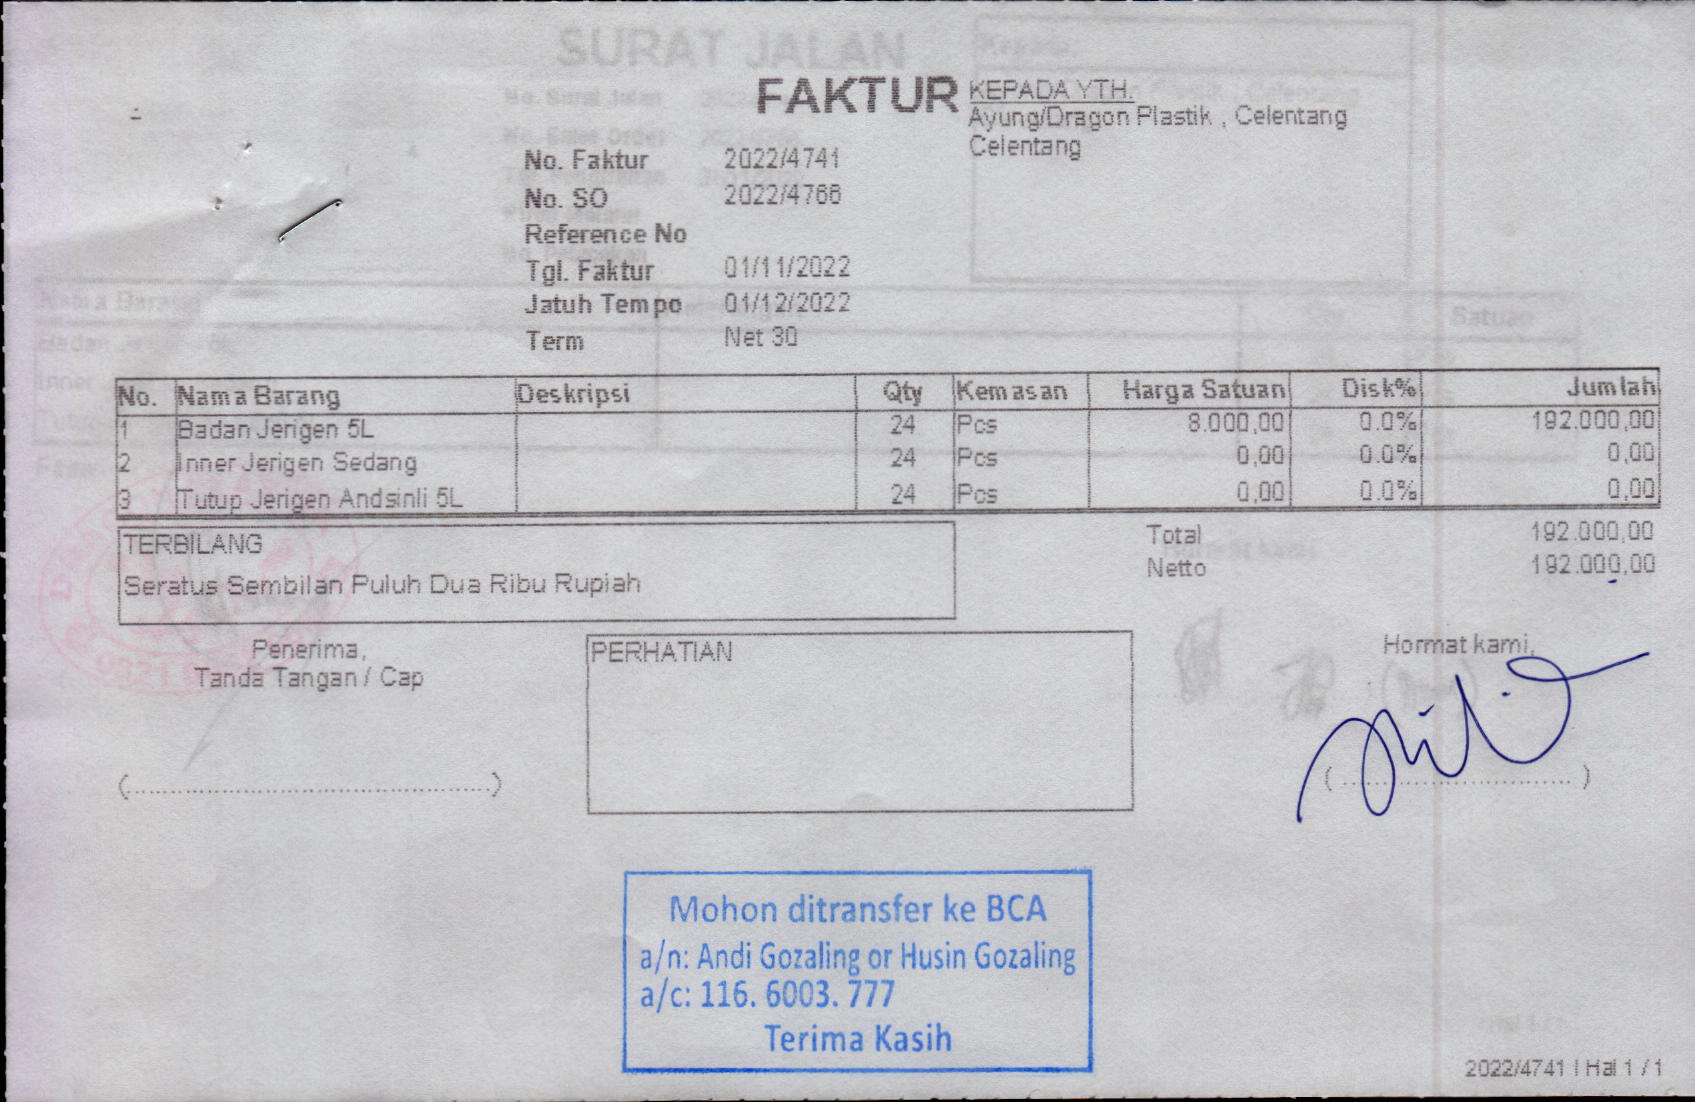 SURAT JALAN
FAKTUR
KEPADA YTH.
Ayung/Dragon Plastik , Celentang
Celentang
No. Faktur 2022/4741
No. SO 2022/4766
Reference No
Tgl. Faktur 01/11/2022
Jatuh Tempo 01/12/2022
Term Net 30
No. Nama Barang Deskripsi Qty Kemasan Harga Satuan Disk% Jumlah
1 Badan Jerigen 5L 24 Pcs 8.000,00 0.0% 192.000,00
2 Inner Jerigen Sedang 24 Pcs 0,00 0.0% 0,00
3 Tutup Jerigen Andsinli 5L 24 Pcs 0,00 0.0% 0,00
TERBILANG
Seratus Sembilan Puluh Dua Ribu Rupiah
Total 192.000,00
Netto 192.000,00
Penerima,
Tanda Tangan / Cap
PERHATIAN
Hormat kami,
Mohon ditransfer ke BCA
a/n: Andi Gozaling or Husin Gozaling
a/c: 116. 6003. 777
Terima Kasih
2022/4741 | Hal 1 / 1